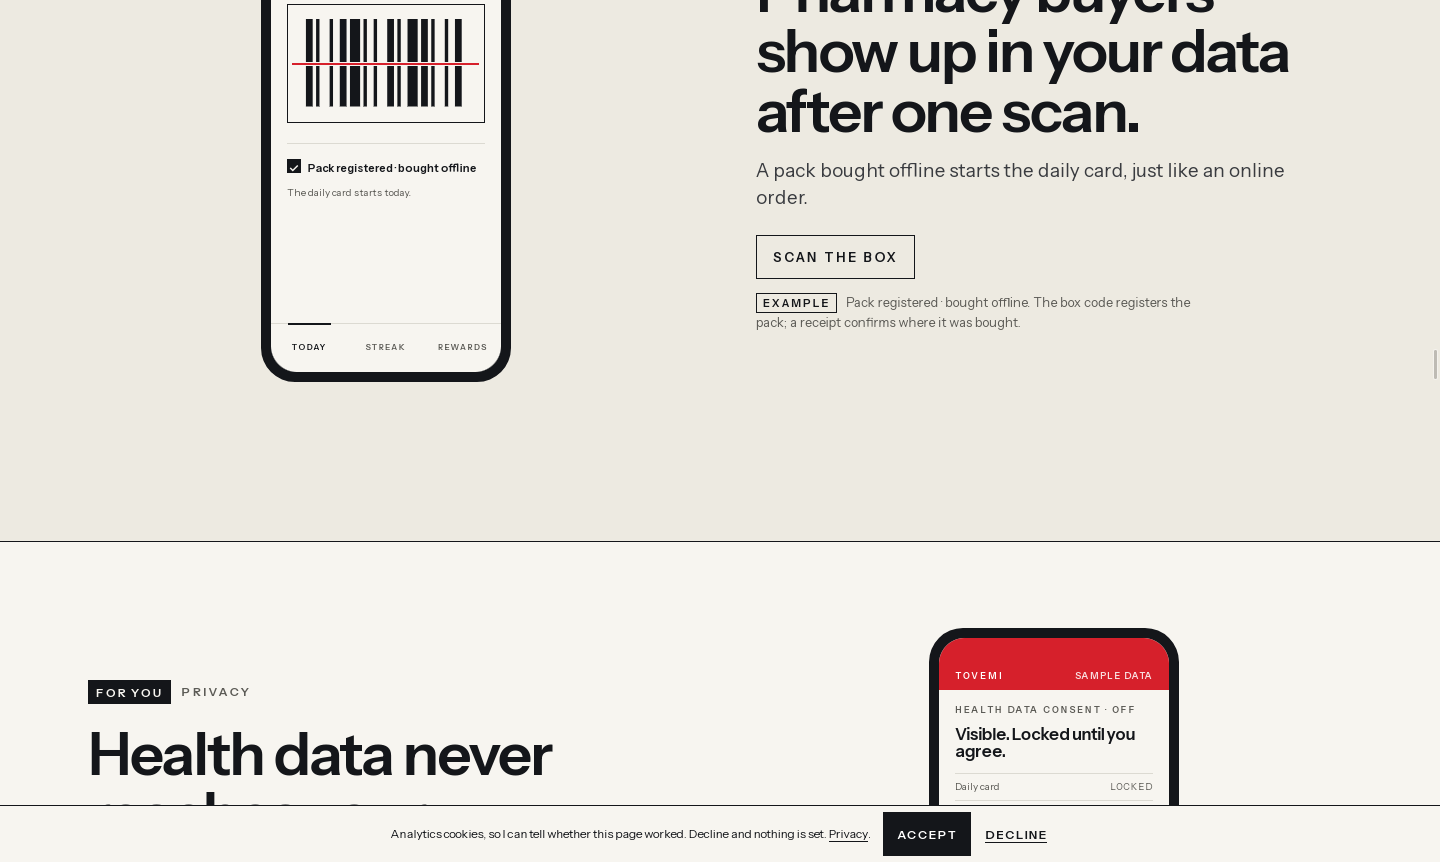 Pharmacy buyers
show up in your data
after one scan.
A pack bought offline starts the daily card, just like an online
order.
SCAN THE BOX
EXAMPLE Pack registered · bought offline. The box code registers the
pack; a receipt confirms where it was bought.
Pack registered · bought offline
The daily card starts today.
TODAY STREAK REWARDS
FOR YOU PRIVACY
Health data never
TOVEMI SAMPLE DATA
HEALTH DATA CONSENT · OFF
Visible. Locked until you
agree.
Daily card LOCKED
Analytics cookies, so I can tell whether this page worked. Decline and nothing is set. Privacy.
ACCEPT
DECLINE